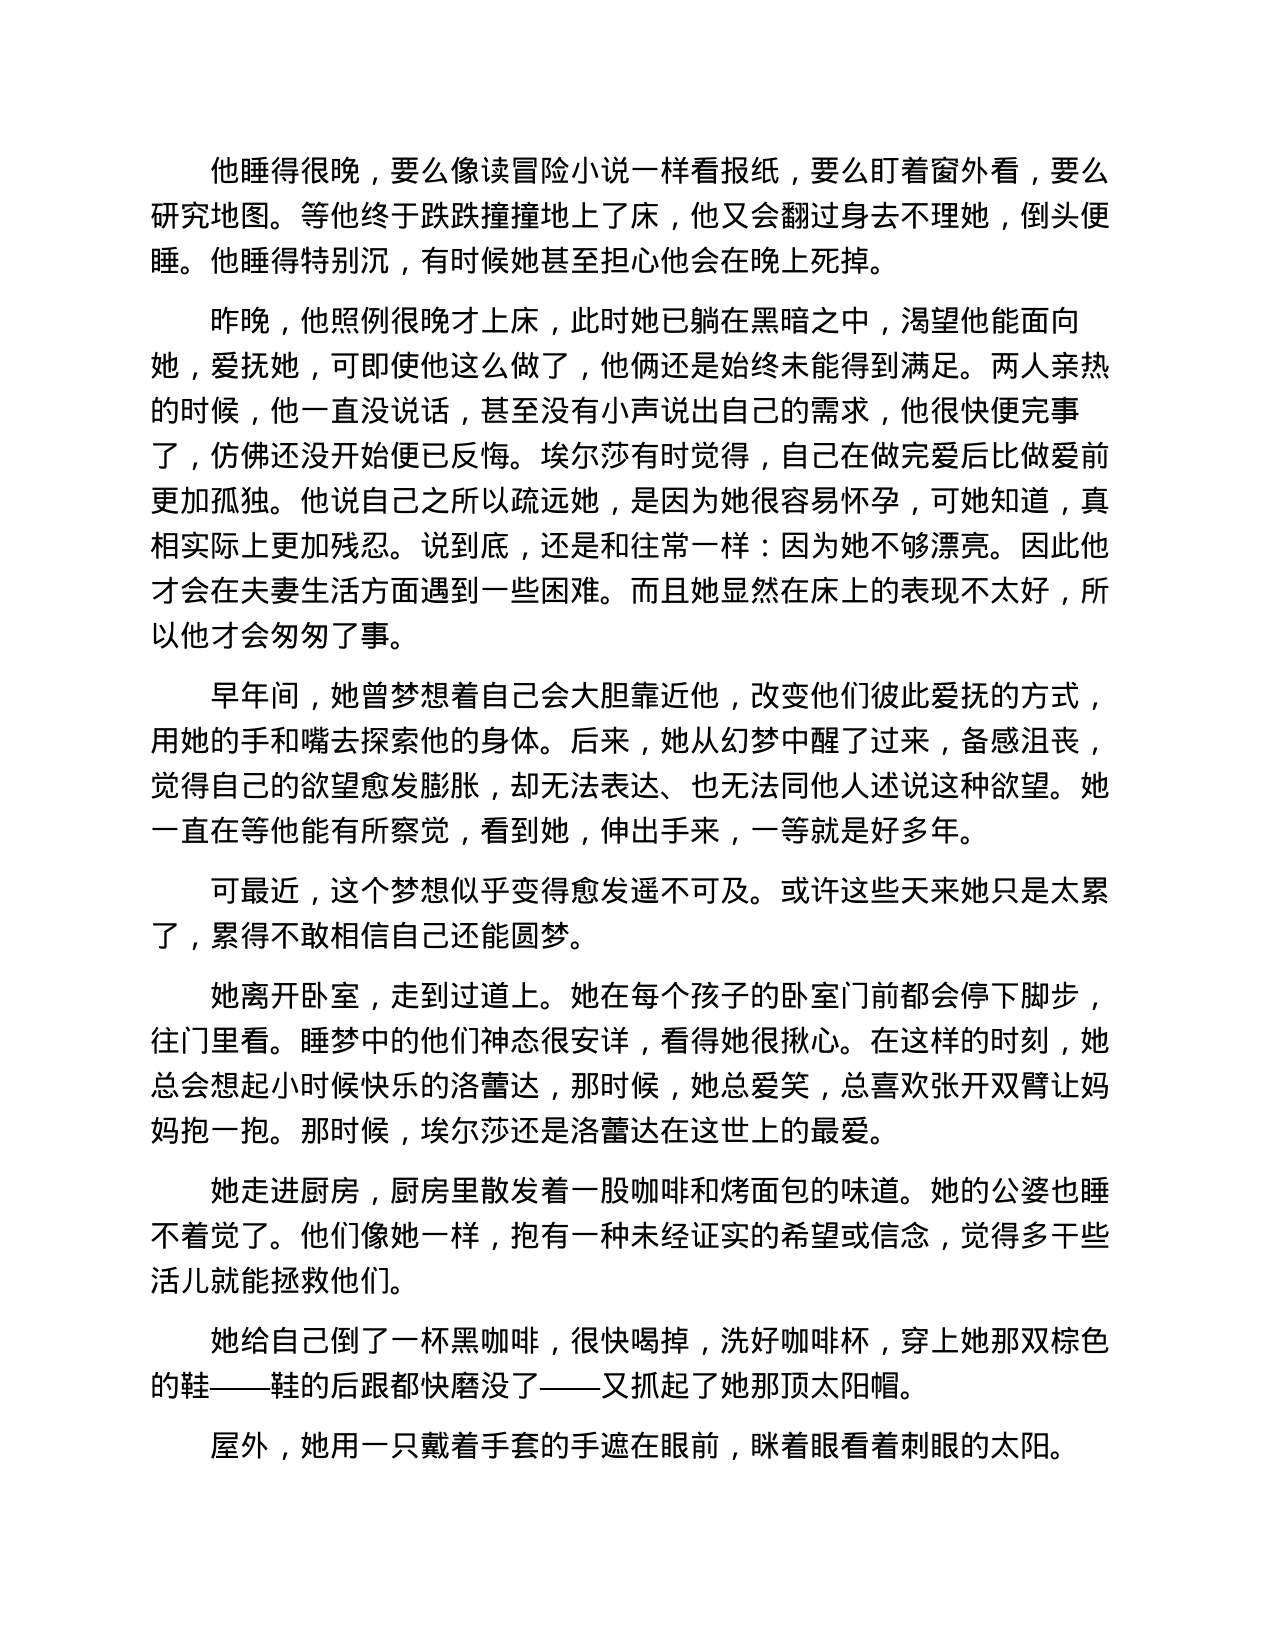 他睡得很晚，要么像读冒险小说一样看报纸，要么盯着窗外看，要么
研究地图。等他终于跌跌撞撞地上了床，他又会翻过身去不理她，倒头便
睡。他睡得特别沉，有时候她甚至担心他会在晚上死掉。
昨晚，他照例很晚才上床，此时她已躺在黑暗之中，渴望他能面向
她，爱抚她，可即使他这么做了，他俩还是始终未能得到满足。两人亲热
的时候，他一直没说话，甚至没有小声说出自己的需求，他很快便完事
了，仿佛还没开始便已反悔。埃尔莎有时觉得，自己在做完爱后比做爱前
更加孤独。他说自己之所以疏远她，是因为她很容易怀孕，可她知道，真
相实际上更加残忍。说到底，还是和往常一样：因为她不够漂亮。因此他
才会在夫妻生活方面遇到一些困难。而且她显然在床上的表现不太好，所
以他才会匆匆了事。
早年间，她曾梦想着自己会大胆靠近他，改变他们彼此爱抚的方式，
用她的手和嘴去探索他的身体。后来，她从幻梦中醒了过来，备感沮丧，
觉得自己的欲望愈发膨胀，却无法表达、也无法同他人述说这种欲望。她
一直在等他能有所察觉，看到她，伸出手来，一等就是好多年。
可最近，这个梦想似乎变得愈发遥不可及。或许这些天来她只是太累
了，累得不敢相信自己还能圆梦。
她离开卧室，走到过道上。她在每个孩子的卧室门前都会停下脚步，
往门里看。睡梦中的他们神态很安详，看得她很揪心。在这样的时刻，她
总会想起小时候快乐的洛蕾达，那时候，她总爱笑，总喜欢张开双臂让妈
妈抱一抱。那时候，埃尔莎还是洛蕾达在这世上的最爱。
她走进厨房，厨房里散发着一股咖啡和烤面包的味道。她的公婆也睡
不着觉了。他们像她一样，抱有一种未经证实的希望或信念，觉得多干些
活儿就能拯救他们。
她给自己倒了一杯黑咖啡，很快喝掉，洗好咖啡杯，穿上她那双棕色
的鞋——鞋的后跟都快磨没了——又抓起了她那顶太阳帽。
屋外，她用一只戴着手套的手遮在眼前，眯着眼看着刺眼的太阳。